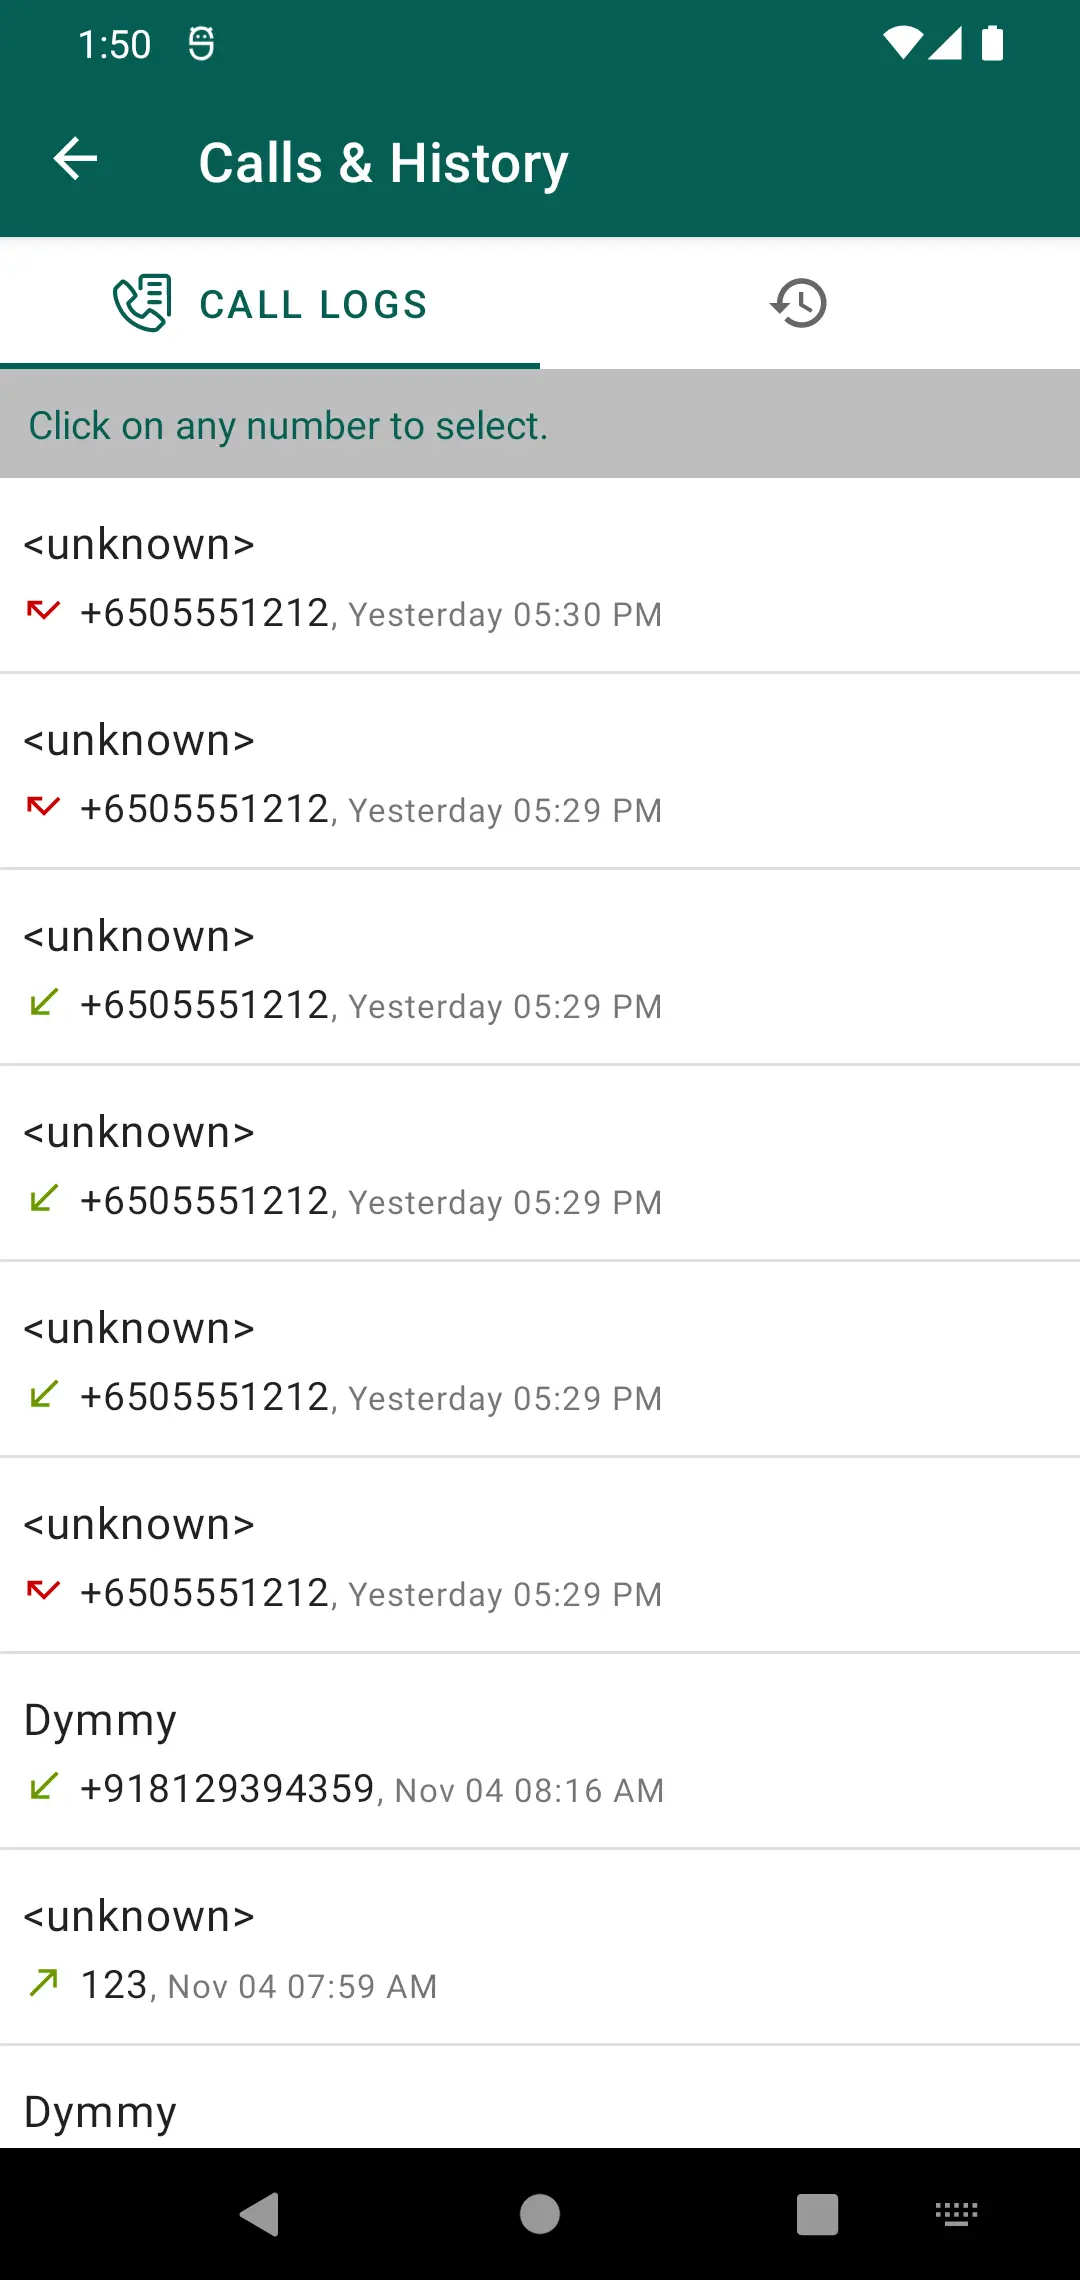 1:50
Calls & History
CALL LOGS
Click on any number to select.
<unknown>
+6505551212, Yesterday 05:30 PM
<unknown>
+6505551212, Yesterday 05:29 PM
<unknown>
+6505551212, Yesterday 05:29 PM
<unknown>
+6505551212, Yesterday 05:29 PM
<unknown>
+6505551212, Yesterday 05:29 PM
<unknown>
+6505551212, Yesterday 05:29 PM
Dymmy
+918129394359, Nov 04 08:16 AM
<unknown>
123, Nov 04 07:59 AM
Dymmy